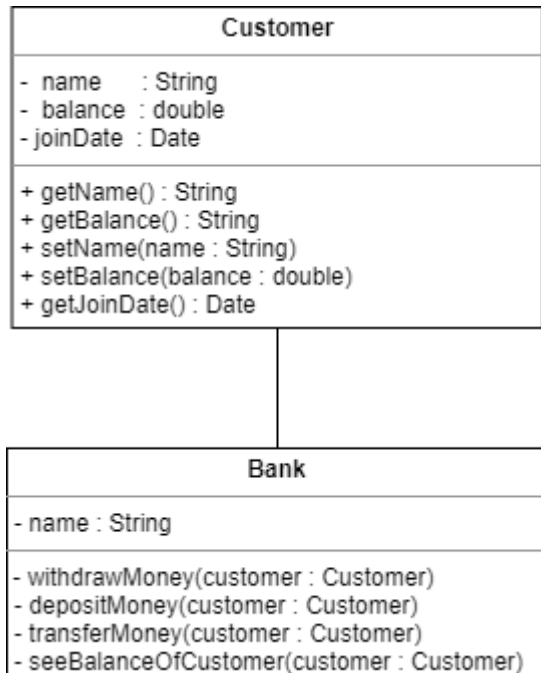 Customer
- name : String
- balance : double
- joinDate : Date
+ getName() : String
+ getBalance() : String
+ setName(name : String)
+ setBalance(balance : double)
+ getJoinDate() : Date
Bank
- name : String
- withdrawMoney(customer : Customer)
- depositMoney(customer : Customer)
- transferMoney(customer : Customer)
- seeBalanceOfCustomer(customer : Customer)